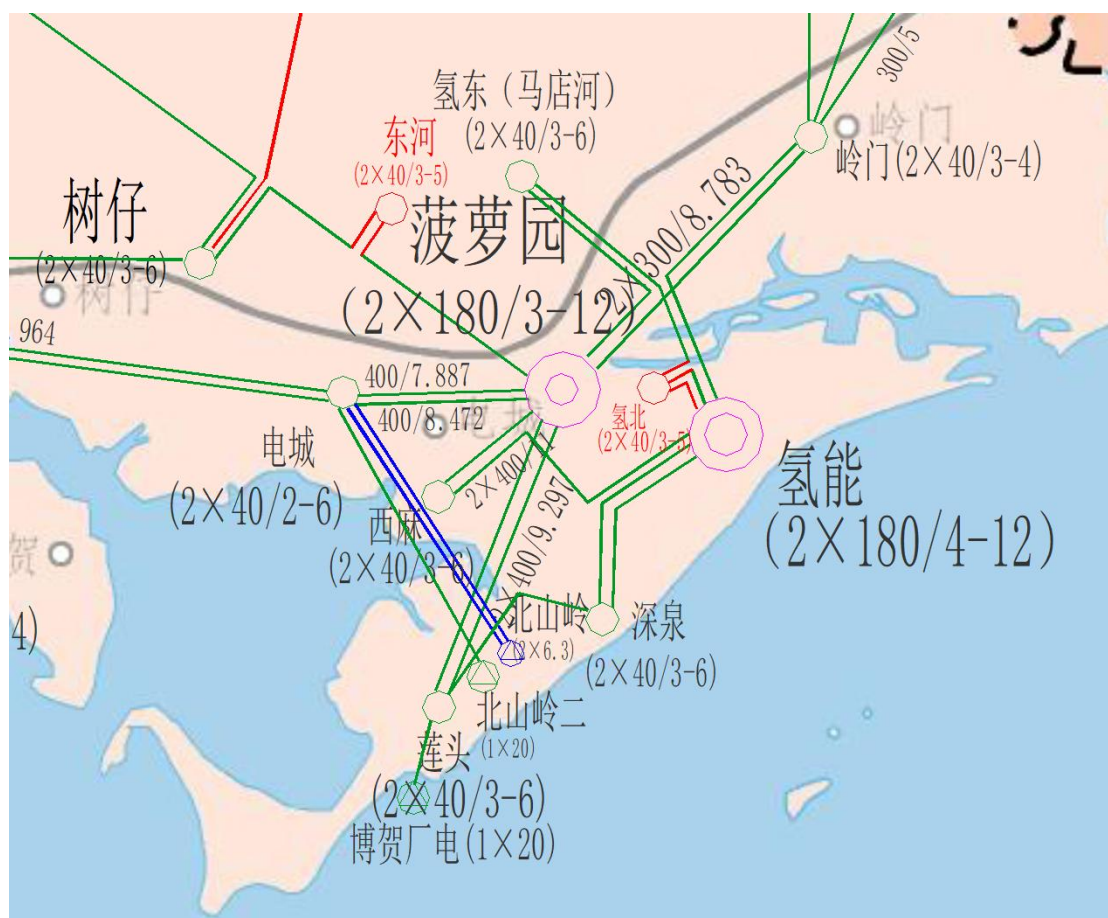 300/5
氢东（马店河）
(2×40/3-6)
东河
(2×40/3-5)
岭门
岭门(2×40/3-4)
树仔
(2×40/3-6)
树仔
菠萝园
(2×180/3-12)
2×300/8.783
964
400/7.887
400/8.472
电城
电城
(2×40/2-6)
氢北
(2×40/3-5)
氢能
(2×180/4-12)
西麻
(2×40/3-6)
2×400/9.297
贺
4)
北山岭
(2×6.3)
深泉
(2×40/3-6)
北山岭二
(1×20)
莲头
(2×40/3-6)
博贺厂电(1×20)